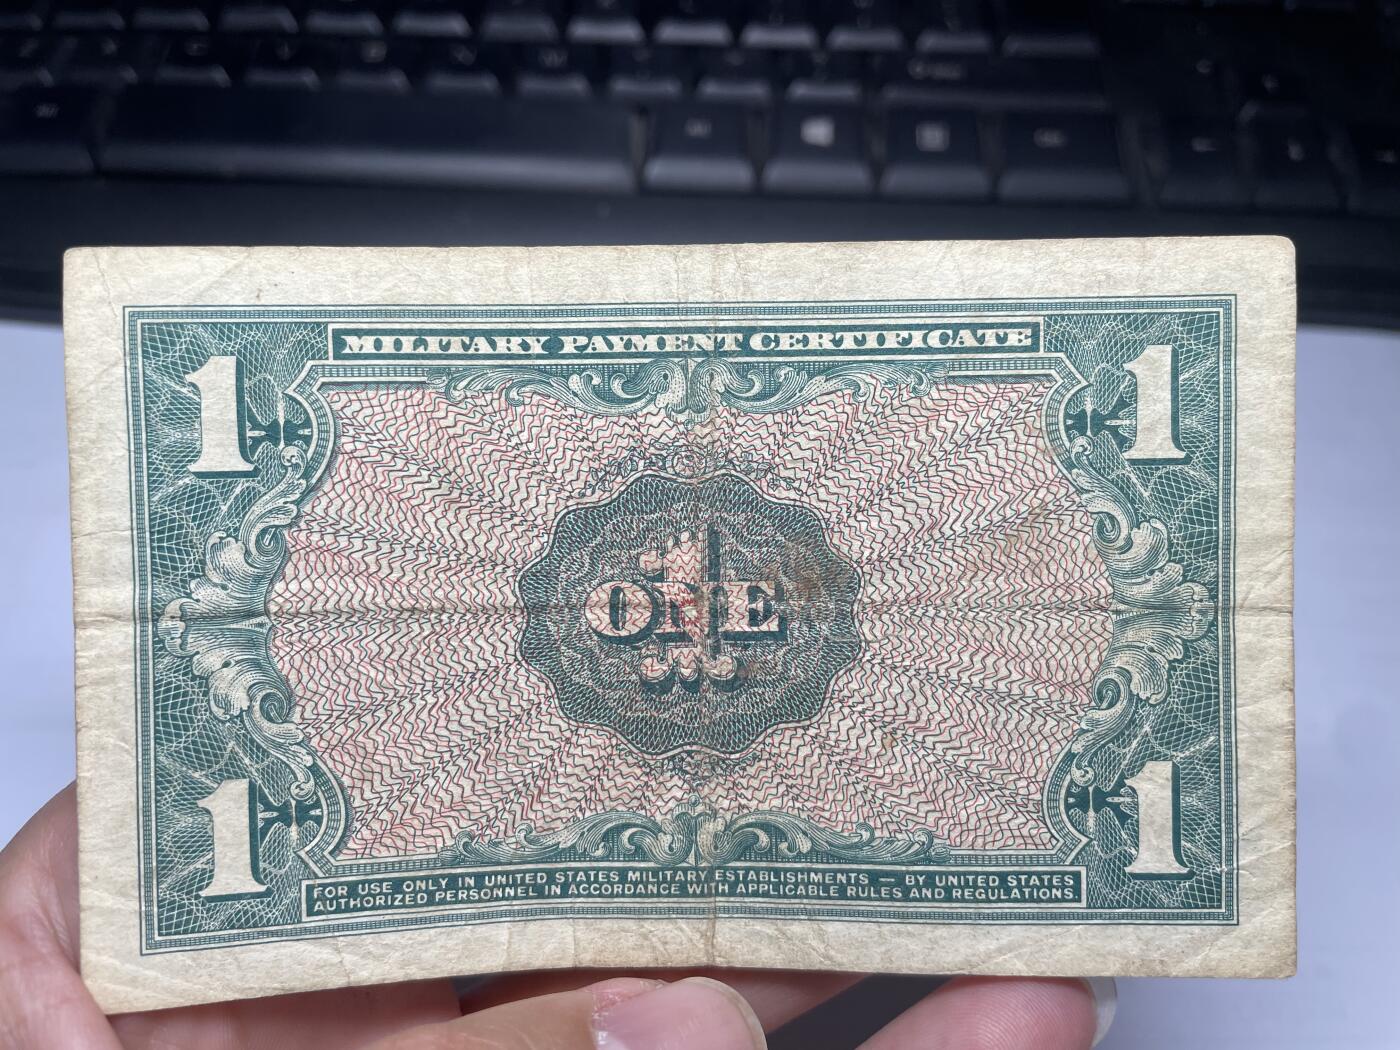 MILITARY PAYMENT CERTIFICATE
1 1
1
ONE
1 1
FOR USE ONLY IN UNITED STATES MILITARY ESTABLISHMENTS — BY UNITED STATES
AUTHORIZED PERSONNEL IN ACCORDANCE WITH APPLICABLE RULES AND REGULATIONS.